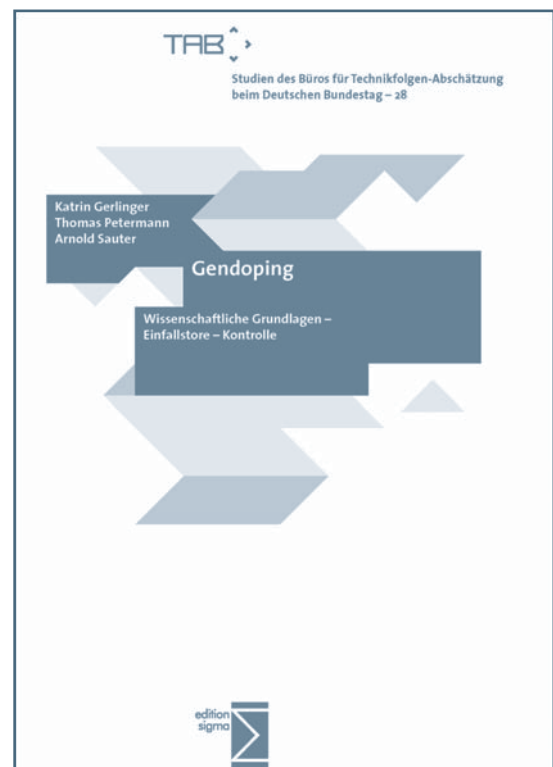 TAB
Studien des Büros für Technikfolgen-Abschätzung
beim Deutschen Bundestag – 28
Katrin Gerlinger
Thomas Petermann
Arnold Sauter
Gendoping
Wissenschaftliche Grundlagen –
Einfallstore – Kontrolle
edition
sigma